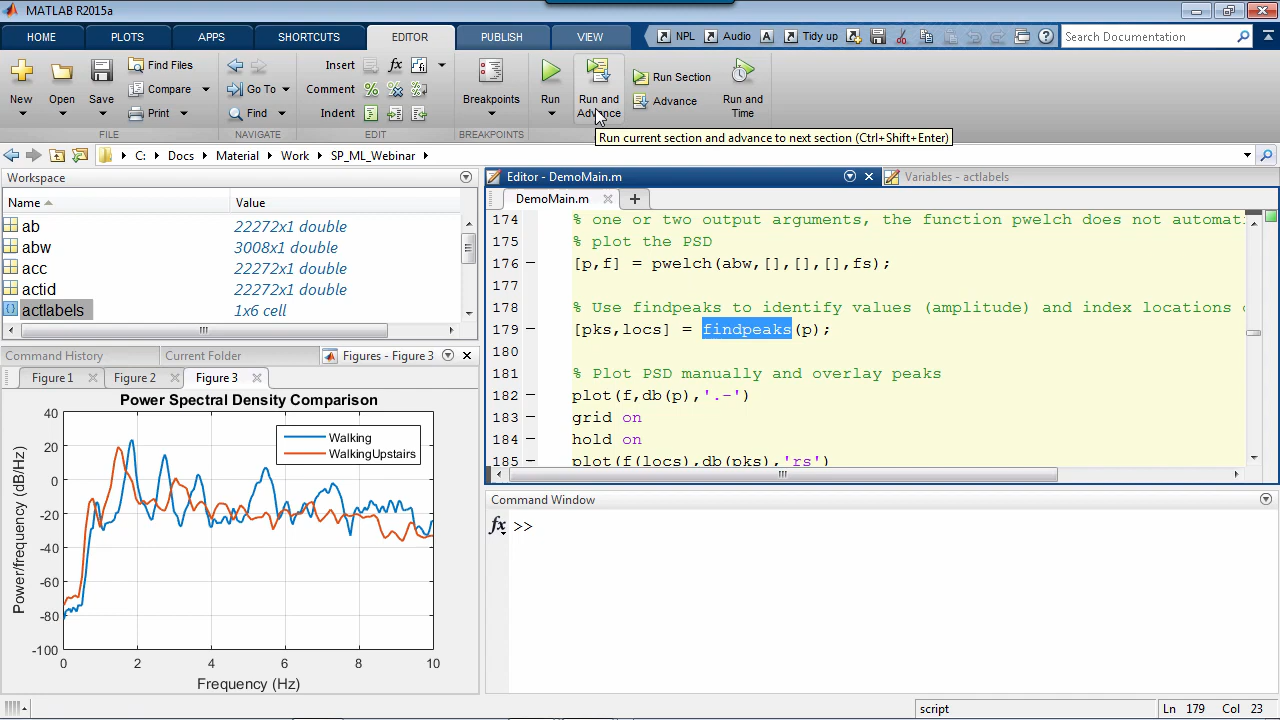 MATLAB R2015a
HOME PLOTS APPS SHORTCUTS EDITOR PUBLISH VIEW NPL Audio A Tidy up Search Documentation
New Open Save Find Files Compare Print
Go To Find
Insert fx
Comment % %
Indent
Breakpoints
Run Run and Advance Run Section Advance Run and Time
FILE NAVIGATE EDIT BREAKPOINTS
Run current section and advance to next section (Ctrl+Shift+Enter)
C: Docs Material Work SP_ML_Webinar
Workspace
Name Value
ab 22272x1 double
abw 3008x1 double
acc 22272x1 double
actid 22272x1 double
actlabels 1x6 cell
Command History Current Folder Figures - Figure 3
Figure 1 Figure 2 Figure 3
Power Spectral Density Comparison
Walking
WalkingUpstairs
Power/frequency (dB/Hz)
40
20
0
-20
-40
-60
-80
-100
0 2 4 6 8 10
Frequency (Hz)
Editor - DemoMain.m Variables - actlabels
DemoMain.m +
174 % one or two output arguments, the function pwelch does not automati
175 % plot the PSD
176 [p,f] = pwelch(abw,[],[],[],fs);
177
178 % Use findpeaks to identify values (amplitude) and index locations
179 [pks,locs] = findpeaks(p);
180
181 % Plot PSD manually and overlay peaks
182 plot(f,db(p),'.-')
183 grid on
184 hold on
185 plot(f(locs),db(pks),'rs')
Command Window
fx >>
script Ln 179 Col 23